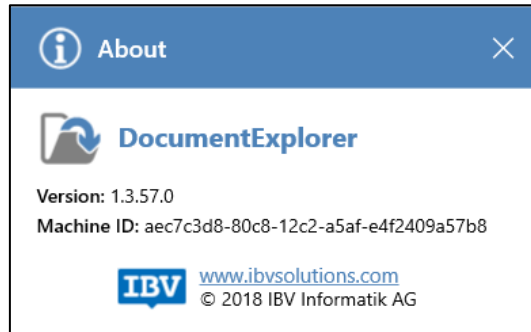 About
DocumentExplorer
Version: 1.3.57.0
Machine ID: aec7c3d8-80c8-12c2-a5af-e4f2409a57b8
IBV
www.ibvsolutions.com
© 2018 IBV Informatik AG